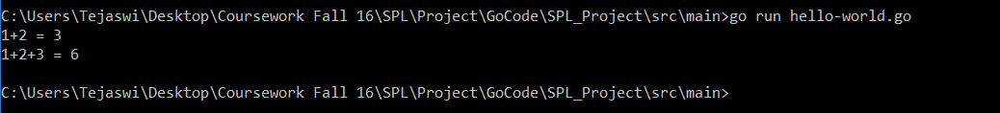 C:\Users\Tejaswi\Desktop\Coursework Fall 16\SPL\Project\GoCode\SPL_Project\src\main>go run hello-world.go
1+2 = 3
1+2+3 = 6
C:\Users\Tejaswi\Desktop\Coursework Fall 16\SPL\Project\GoCode\SPL_Project\src\main>